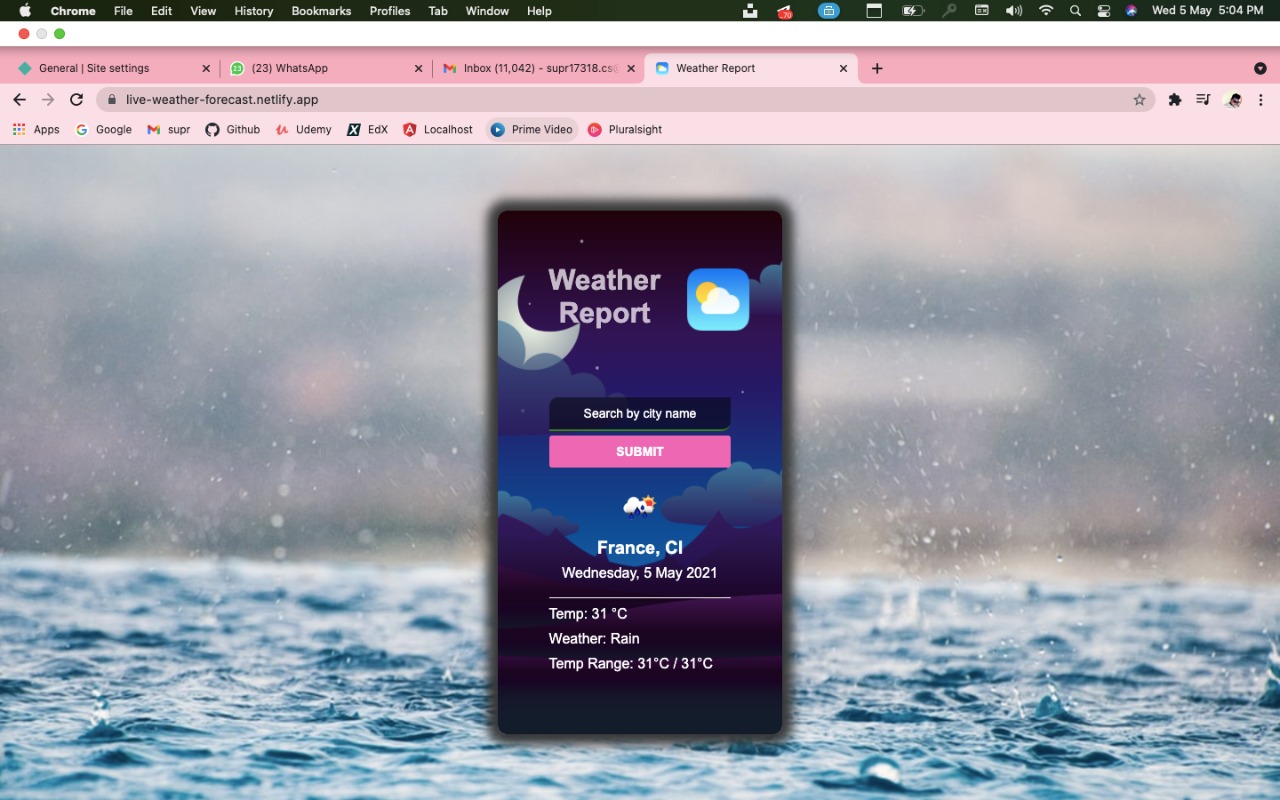 Chrome File Edit View History Bookmarks Profiles Tab Window Help Wed 5 May 5:04 PM
General | Site settings (23) WhatsApp Inbox (11,042) - supr17318.cs Weather Report
live-weather-forecast.netlify.app
Apps Google supr Github Udemy EdX Localhost Prime Video Pluralsight
Weather
Report
Search by city name
SUBMIT
France, CI
Wednesday, 5 May 2021
Temp: 31 °C
Weather: Rain
Temp Range: 31°C / 31°C